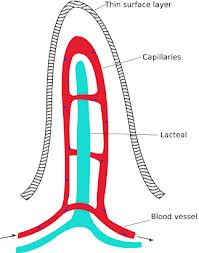 Thin surface layer
Capillaries
Lacteal
Blood vessel